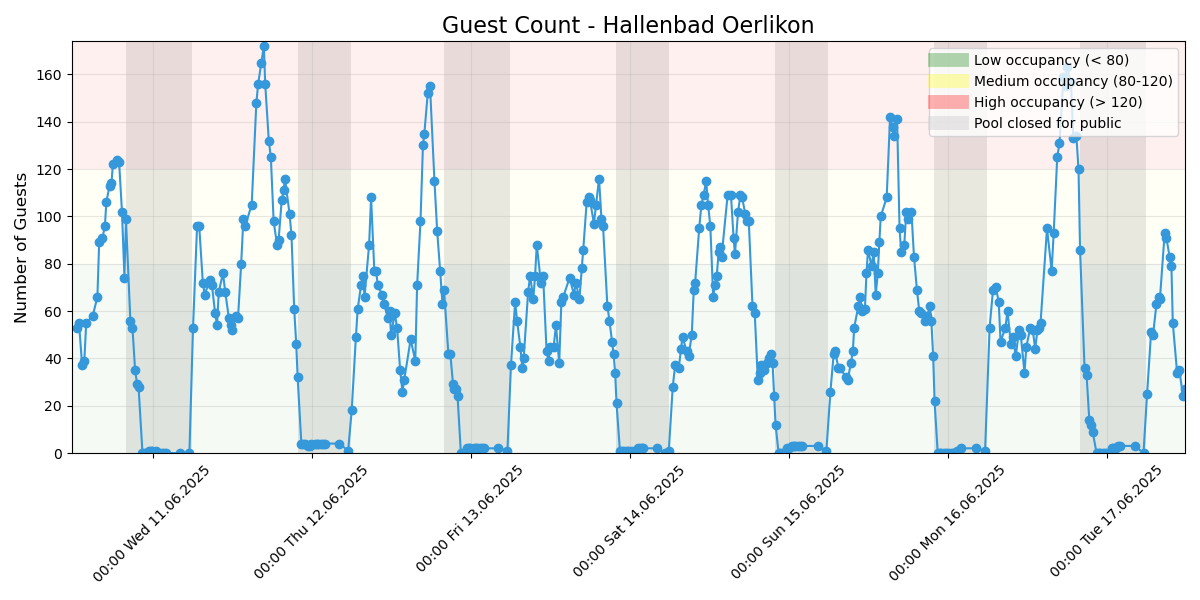 Guest Count - Hallenbad Oerlikon
Number of Guests
160
140
120
100
80
60
40
20
0
Low occupancy (< 80)
Medium occupancy (80-120)
High occupancy (> 120)
Pool closed for public
00:00 Wed 11.06.2025
00:00 Thu 12.06.2025
00:00 Fri 13.06.2025
00:00 Sat 14.06.2025
00:00 Sun 15.06.2025
00:00 Mon 16.06.2025
00:00 Tue 17.06.2025